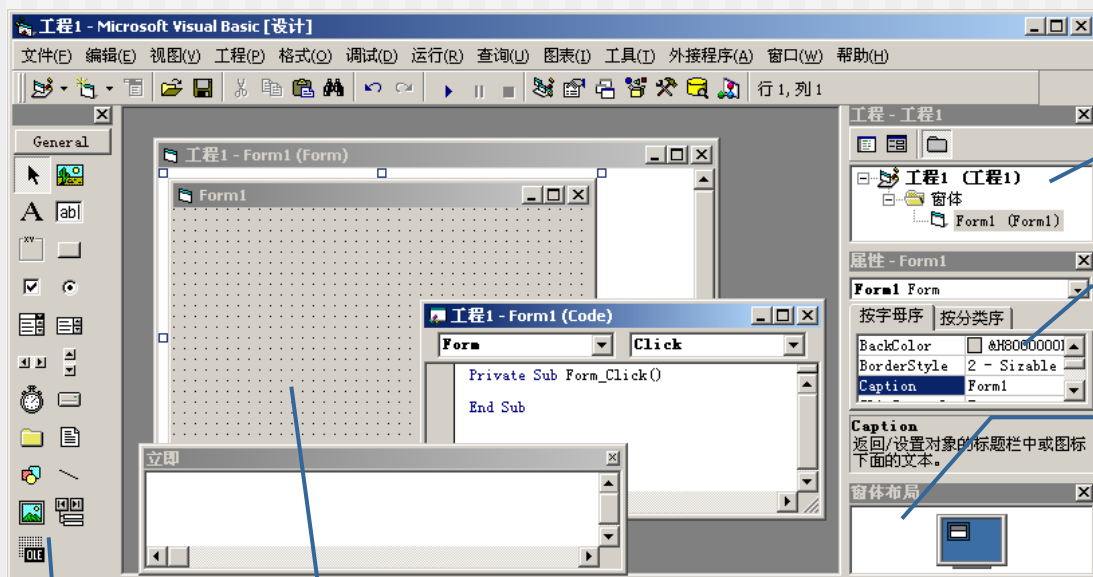 工程1 - Microsoft Visual Basic [设计]
文件(F) 编辑(E) 视图(V) 工程(P) 格式(O) 调试(D) 运行(R) 查询(U) 图表(I) 工具(T) 外接程序(A) 窗口(W) 帮助(H)
行 1, 列 1
General
A
ab|
XY
OLE
工程1 - Form1 (Form)
Form1
工程1 - Form1 (Code)
Form
Click
Private Sub Form_Click()
End Sub
立即
工程 - 工程1
工程1 (工程1)
窗体
Form1 (Form1)
属性 - Form1
Form1 Form
按字母序
按分类序
BackColor
BorderStyle 2 - Sizable
Caption Form1
Caption
返回/设置对象的标题栏中或图标
下面的文本。
窗体布局